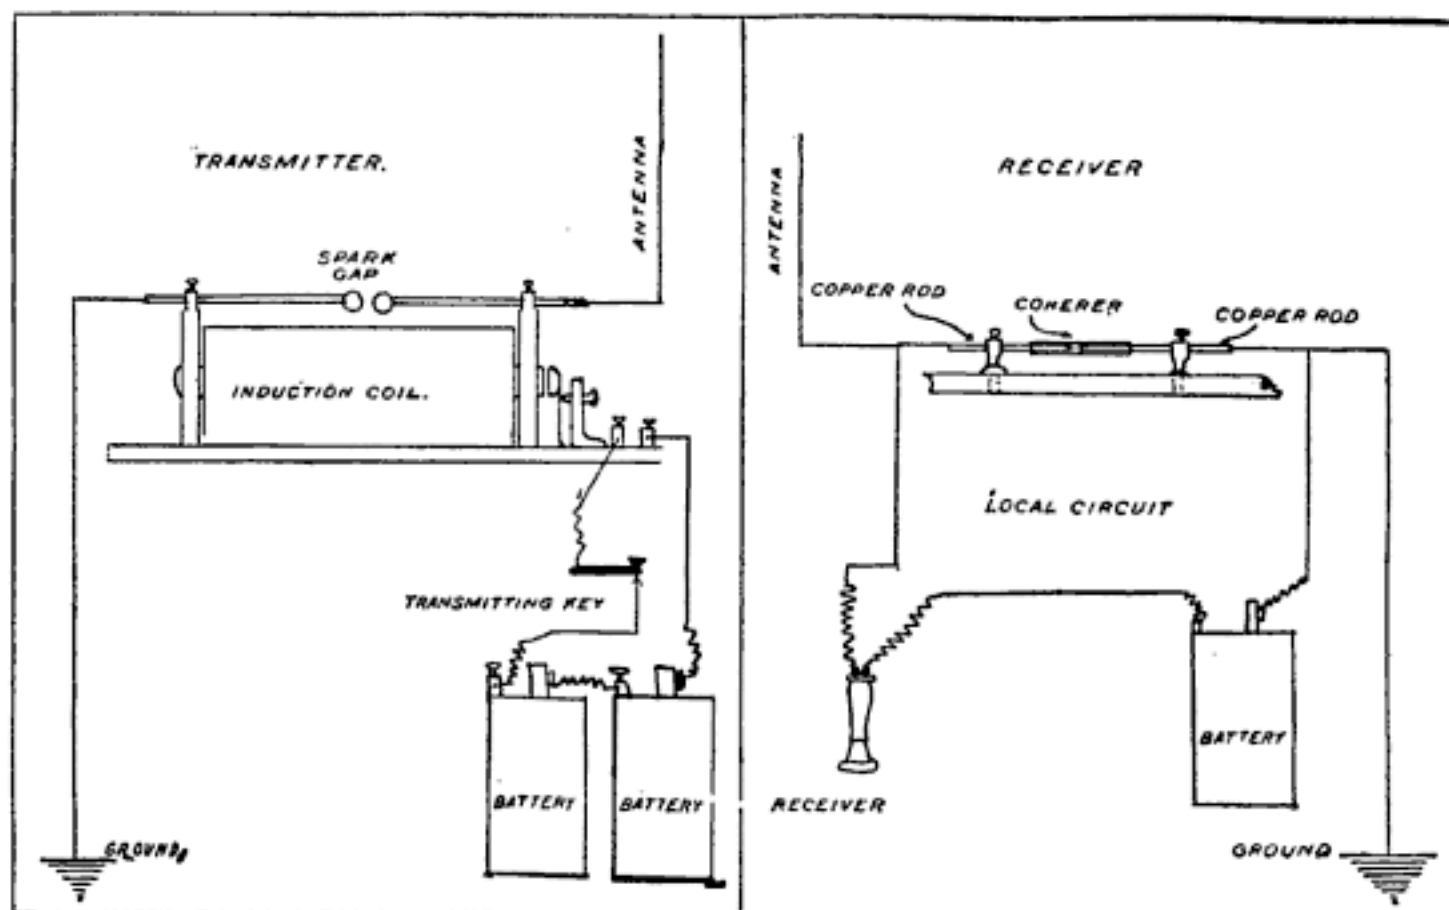 TRANSMITTER.
ANTENNA
SPARK
GAP
INDUCTION COIL.
TRANSMITTING KEY
BATTERY
BATTERY
GROUND
RECEIVER
ANTENNA
COPPER ROD
COHERER
COPPER ROD
LOCAL CIRCUIT
BATTERY
RECEIVER
GROUND